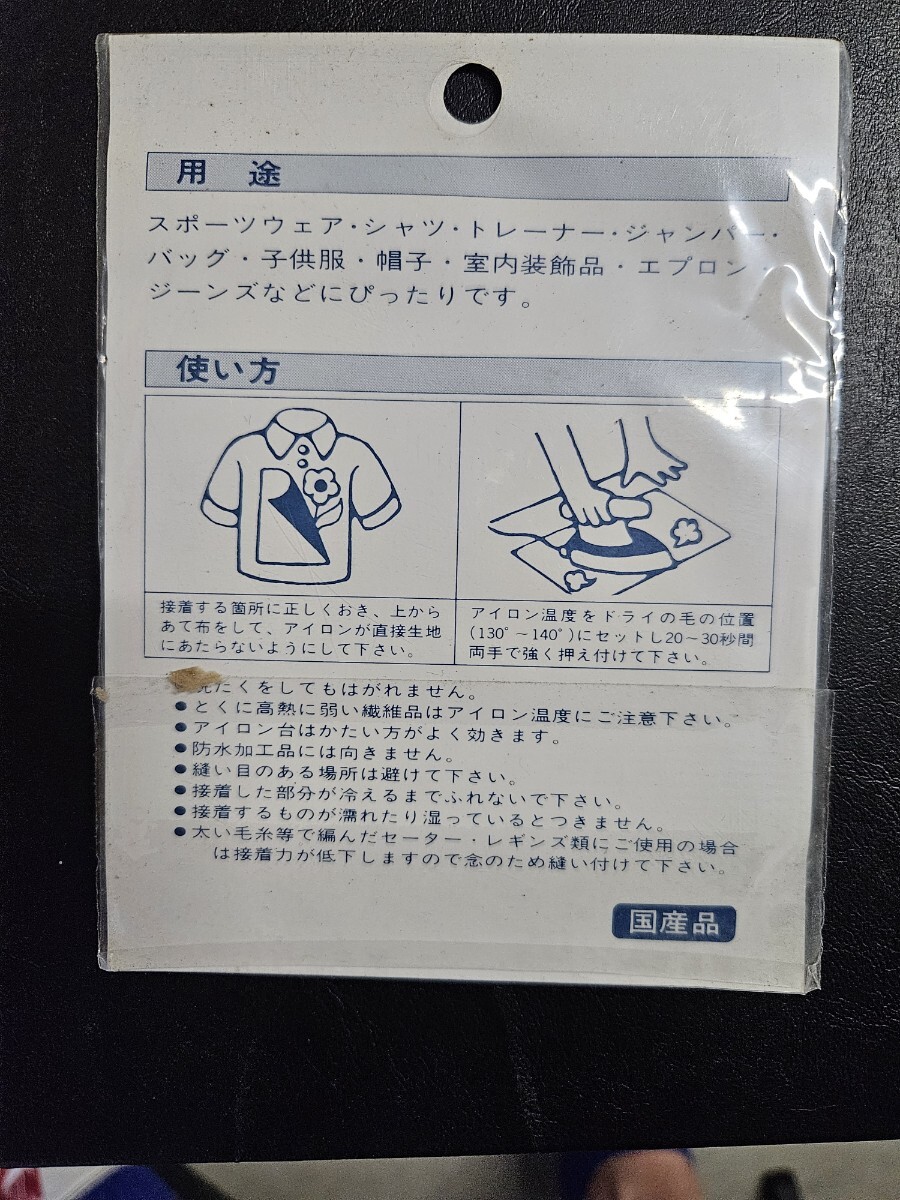 用途
スポーツウェア・シャツ・トレーナー・ジャンパー・
バッグ・子供服・帽子・室内装飾品・エプロン・
ジーンズなどにぴったりです。
使い方
接着する箇所に正しくおき、上から
あて布をして、アイロンが直接生地
にあたらないようにして下さい。
アイロン温度をドライの毛の位置
(130°～140°)にセットし20～30秒間
両手で強く押え付けて下さい。
洗たくをしてもはがれません。
●とくに高熱に弱い繊維品はアイロン温度にご注意下さい。
●アイロン台はかたい方がよく効きます。
●防水加工品には向きません。
●縫い目のある場所は避けて下さい。
●接着した部分が冷えるまでふれないで下さい。
●接着するものが濡れたり湿っているとつきません。
●太い毛糸等で編んだセーター・レギンズ類にご使用の場合
は接着力が低下しますので念のため縫い付けて下さい。
国産品